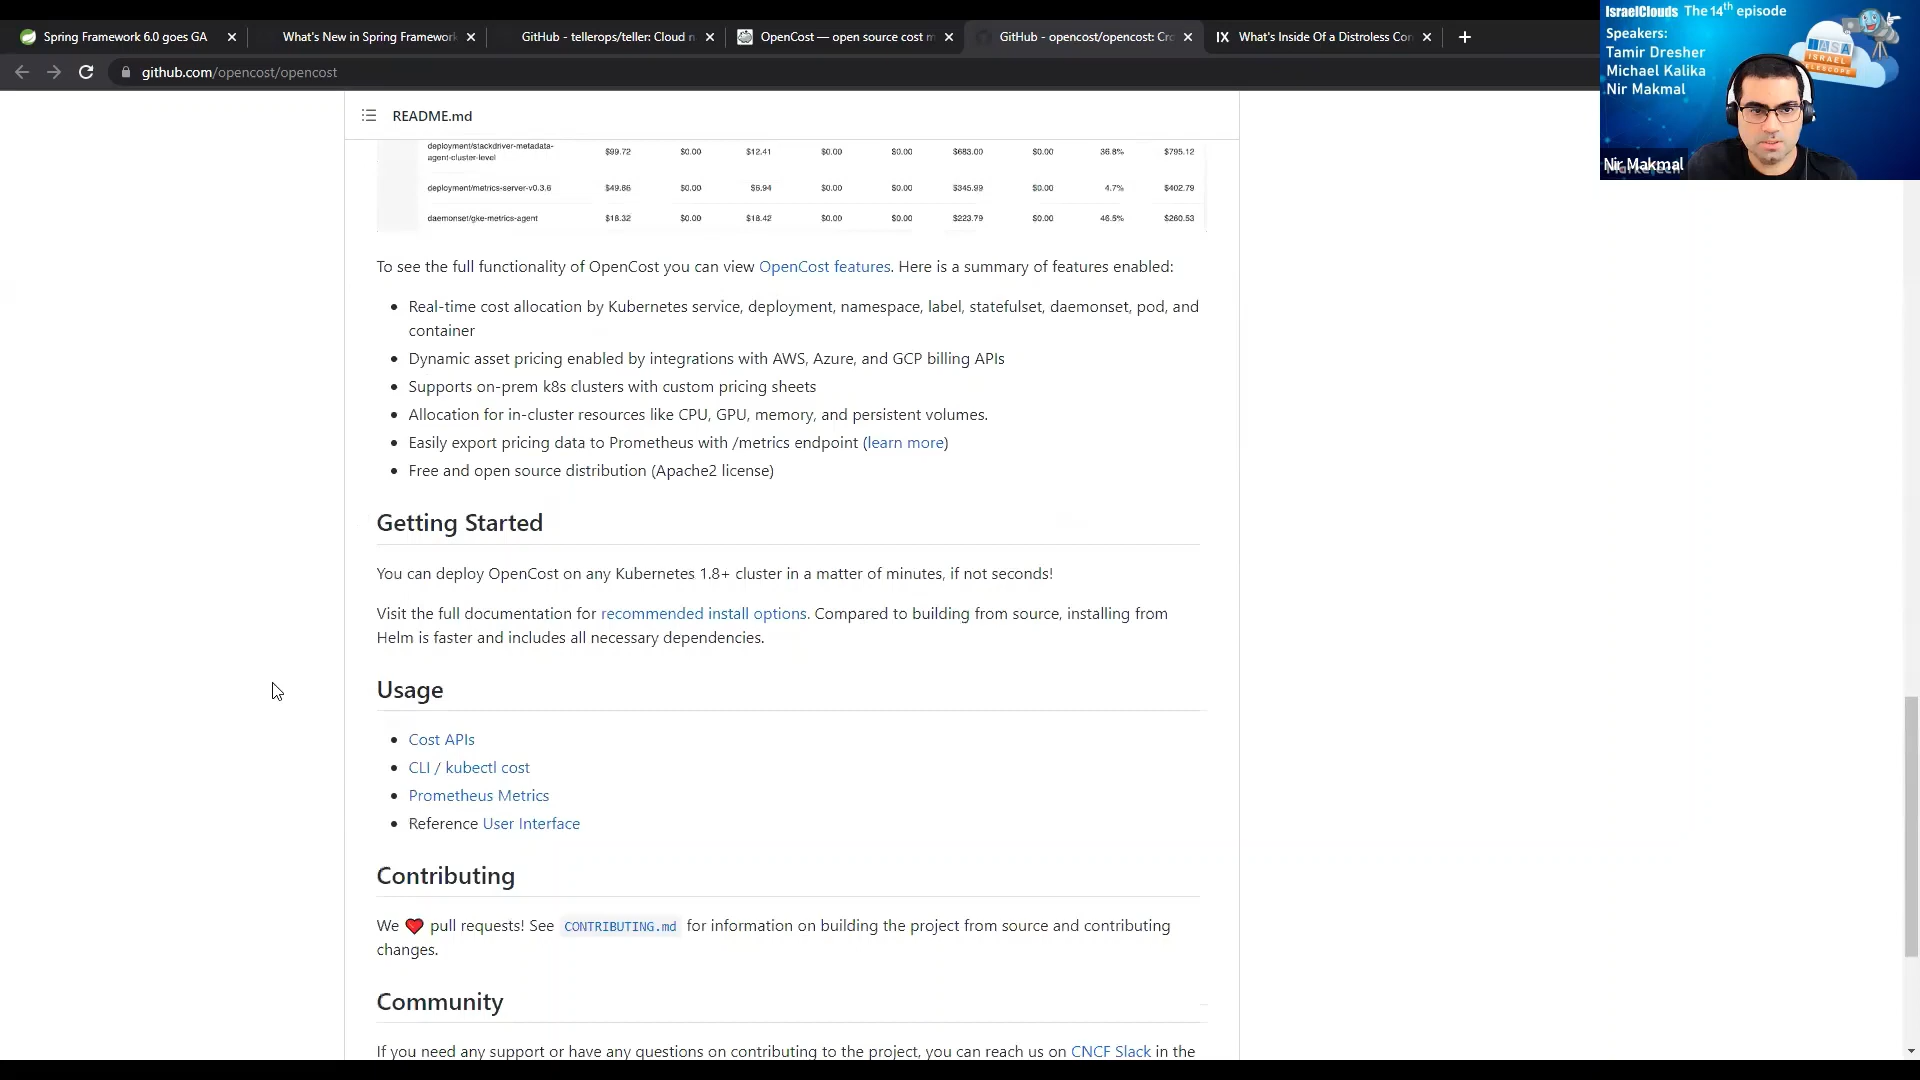 Spring Framework 6.0 goes GA
What's New in Spring Framework
GitHub - tellerops/teller: Cloud n
OpenCost — open source cost m
GitHub - opencost/opencost: Cro
IX What's Inside Of a Distroless Con
github.com/opencost/opencost
IsraelClouds The 14th episode
Speakers:
Tamir Dresher
Michael Kalika
Nir Makmal
IASA
ISRAEL
Nir Makmal
README.md
deployment/stackdriver-metadata-
agent-cluster-level $99.72 $0.00 $12.41 $0.00 $0.00 $683.00 $0.00 36.8% $795.12
deployment/metrics-server-v0.3.6 $49.86 $0.00 $6.94 $0.00 $0.00 $345.99 $0.00 4.7% $402.79
daemonset/gke-metrics-agent $18.32 $0.00 $18.42 $0.00 $0.00 $223.79 $0.00 46.5% $260.53
To see the full functionality of OpenCost you can view OpenCost features. Here is a summary of features enabled:
• Real-time cost allocation by Kubernetes service, deployment, namespace, label, statefulset, daemonset, pod, and
container
• Dynamic asset pricing enabled by integrations with AWS, Azure, and GCP billing APIs
• Supports on-prem k8s clusters with custom pricing sheets
• Allocation for in-cluster resources like CPU, GPU, memory, and persistent volumes.
• Easily export pricing data to Prometheus with /metrics endpoint (learn more)
• Free and open source distribution (Apache2 license)
Getting Started
You can deploy OpenCost on any Kubernetes 1.8+ cluster in a matter of minutes, if not seconds!
Visit the full documentation for recommended install options. Compared to building from source, installing from
Helm is faster and includes all necessary dependencies.
Usage
• Cost APIs
• CLI / kubectl cost
• Prometheus Metrics
• Reference User Interface
Contributing
We ❤️ pull requests! See CONTRIBUTING.md for information on building the project from source and contributing
changes.
Community
If you need any support or have any questions on contributing to the project, you can reach us on CNCF Slack in the